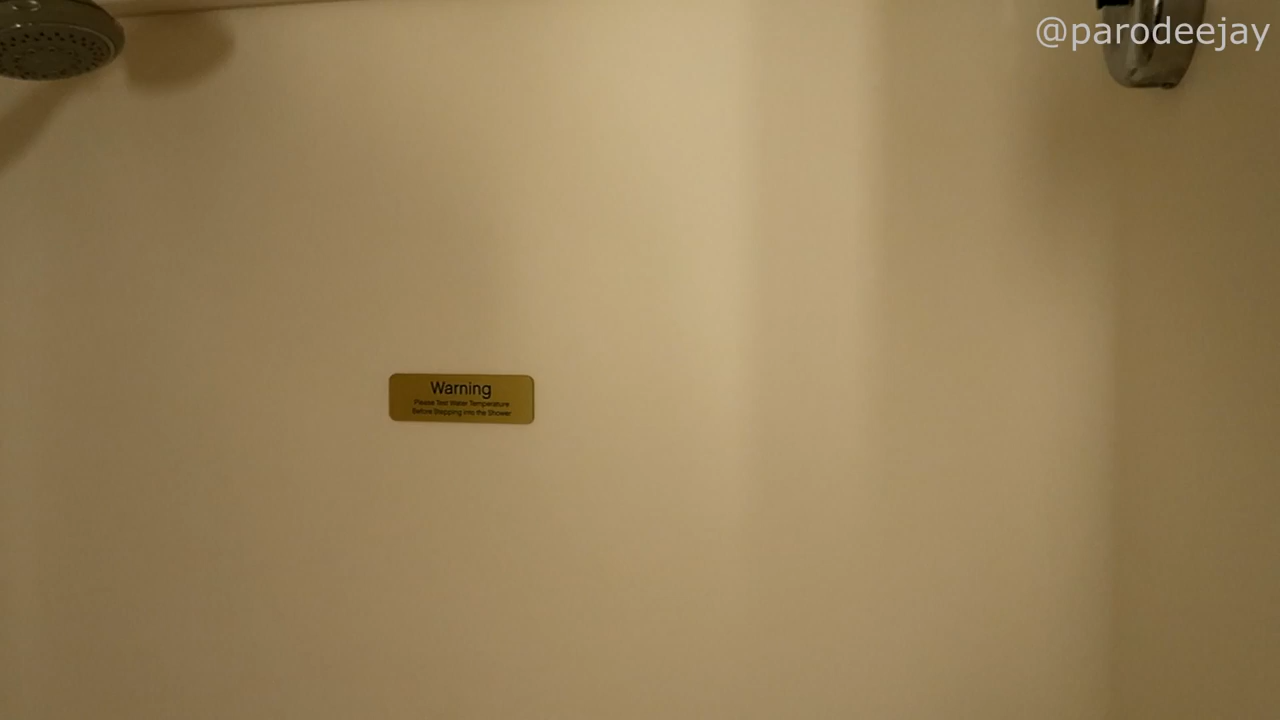 @parodeejay
Warning
Please Test Water Temperature
Before Stepping into the Shower